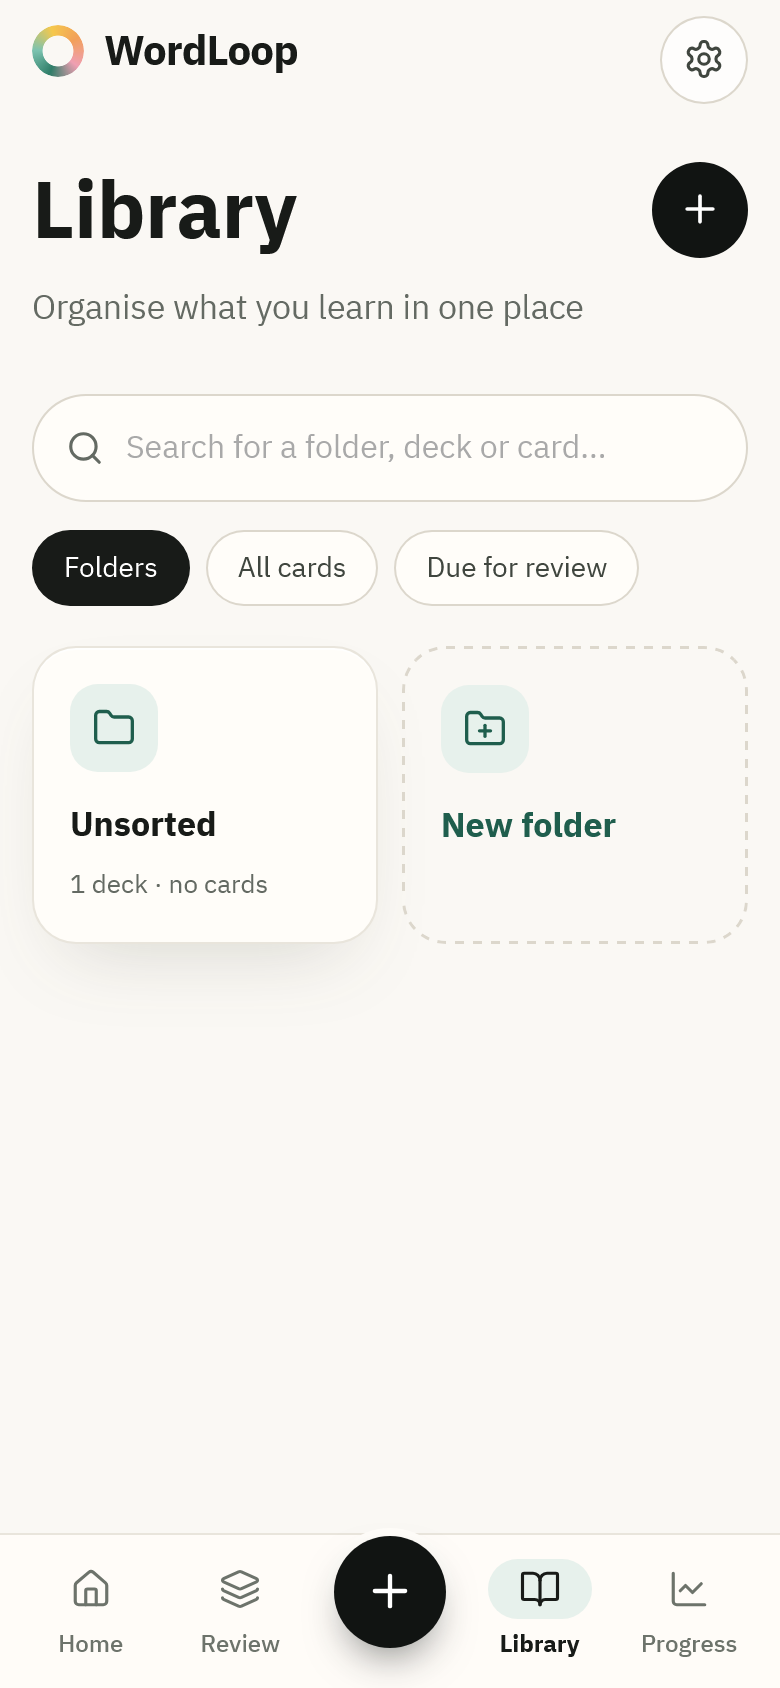 WordLoop
Library
Organise what you learn in one place
Search for a folder, deck or card...
Folders
All cards
Due for review
Unsorted
1 deck · no cards
New folder
Home
Review
Library
Progress